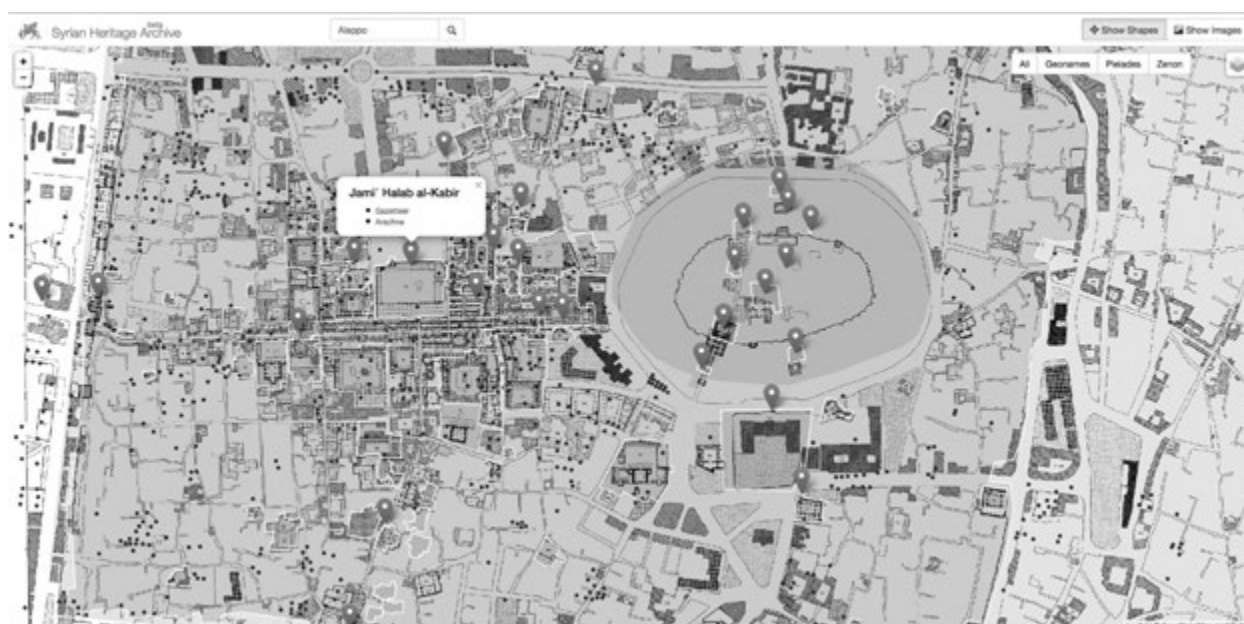 Syrian Heritage Archive beta
Aleppo
Show Shapes
Show Images
+
-
All
Geonames
Pleiades
Zenon
Jami' Halab al-Kabir
Gazetteer
Arachne